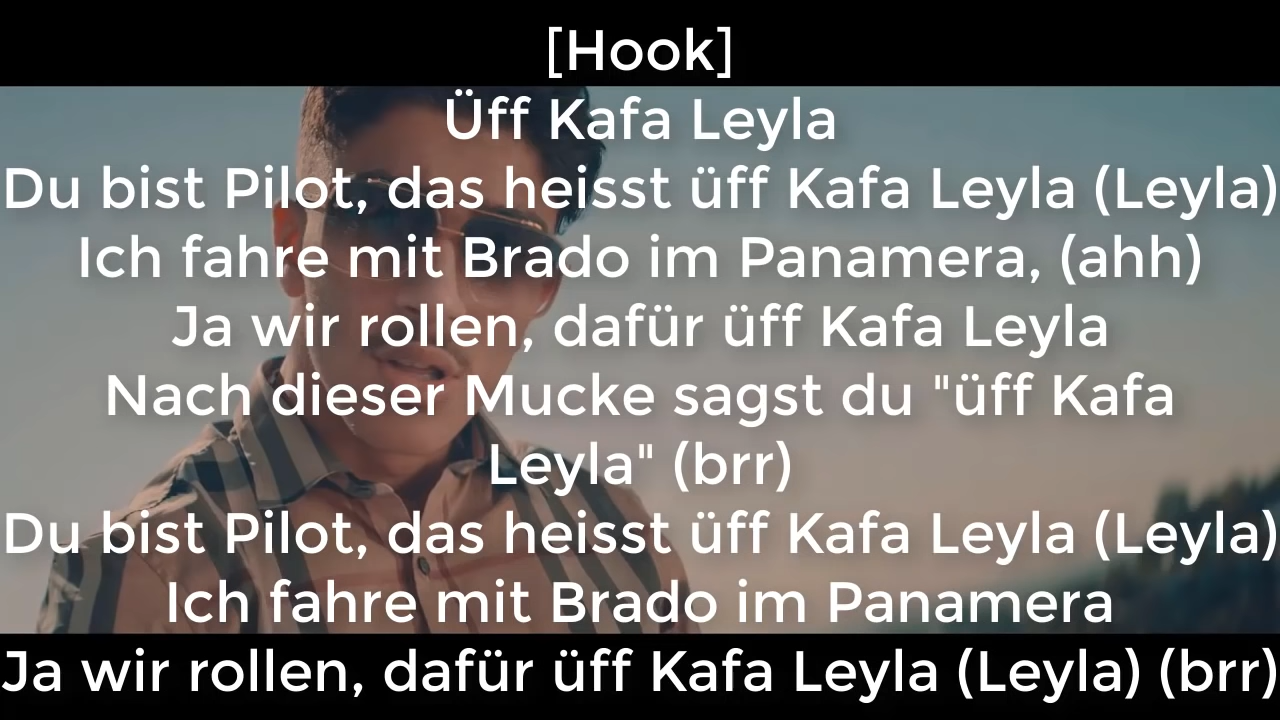 [Hook]
Üff Kafa Leyla
Du bist Pilot, das heisst üff Kafa Leyla (Leyla)
Ich fahre mit Brado im Panamera, (ahh)
Ja wir rollen, dafür üff Kafa Leyla
Nach dieser Mucke sagst du "üff Kafa
Leyla" (brr)
Du bist Pilot, das heisst üff Kafa Leyla (Leyla)
Ich fahre mit Brado im Panamera
Ja wir rollen, dafür üff Kafa Leyla (Leyla) (brr)